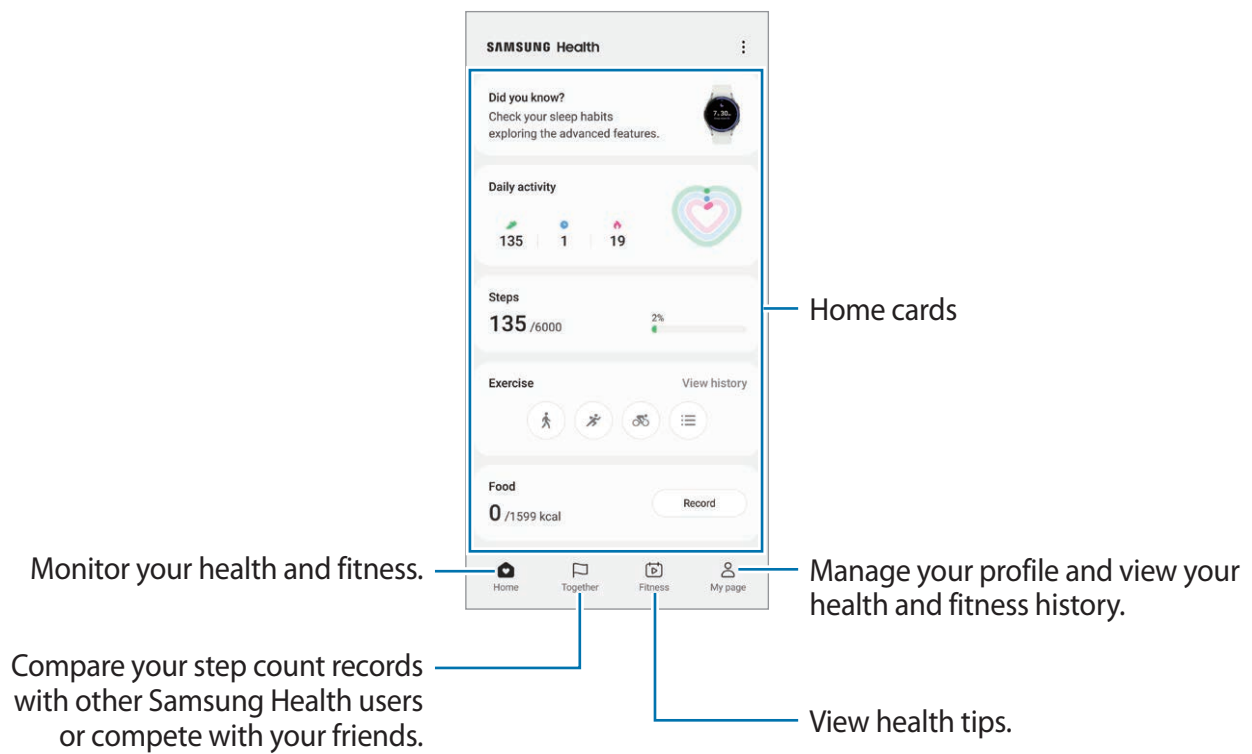 SAMSUNG Health
Did you know?
Check your sleep habits
exploring the advanced features.
7:30
Daily activity
135 1 19
Steps
135 /6000
2%
Home cards
Exercise View history
Food
0 /1599 kcal
Record
Home Together Fitness My page
Monitor your health and fitness.
Manage your profile and view your
health and fitness history.
Compare your step count records
with other Samsung Health users
or compete with your friends.
View health tips.